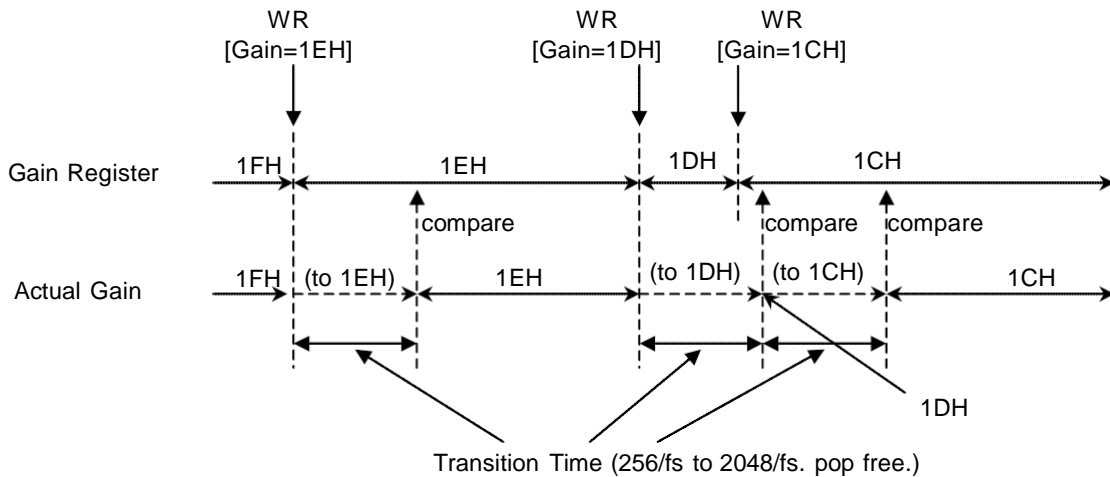 WR
[Gain=1EH]
WR
[Gain=1DH]
WR
[Gain=1CH]
Gain Register
1FH
1EH
1DH
1CH
compare
compare
compare
Actual Gain
1FH
(to 1EH)
1EH
(to 1DH)
(to 1CH)
1CH
1DH
Transition Time (256/fs to 2048/fs. pop free.)